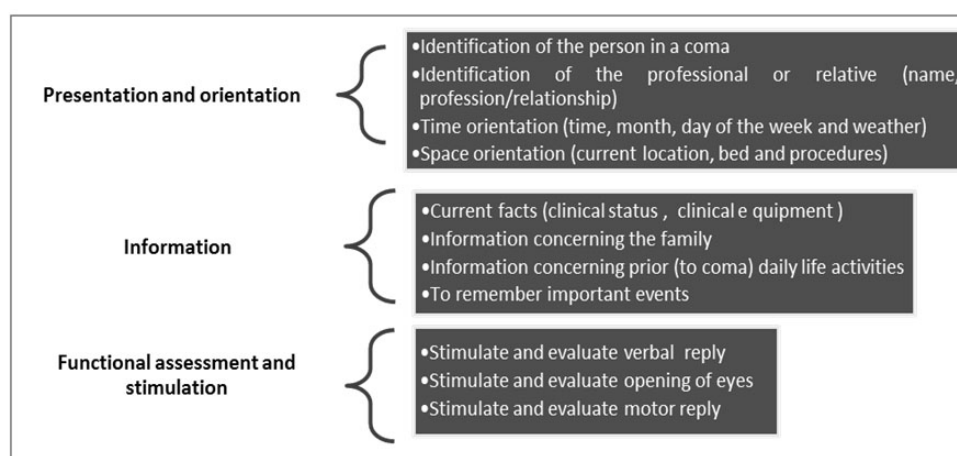 Presentation and orientation
•Identification of the person in a coma
•Identification of the professional or relative (name,
profession/relationship)
•Time orientation (time, month, day of the week and weather)
•Space orientation (current location, bed and procedures)
Information
•Current facts (clinical status , clinical e quipment )
•Information concerning the family
•Information concerning prior (to coma) daily life activities
•To remember important events
Functional assessment and
stimulation
•Stimulate and evaluate verbal reply
•Stimulate and evaluate opening of eyes
•Stimulate and evaluate motor reply